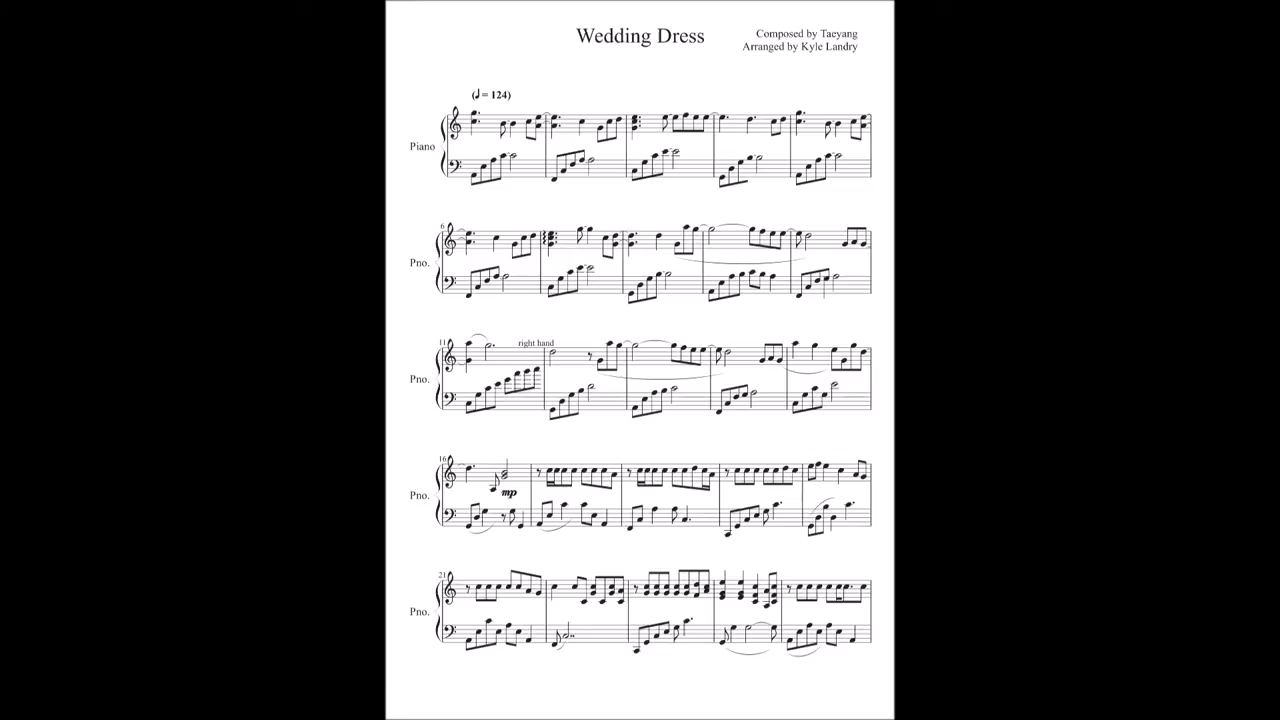 Wedding Dress
Composed by Taeyang
Arranged by Kyle Landry
(♩ = 124)
Piano
6
Pno.
11
right hand
Pno.
16
mp
Pno.
21
Pno.